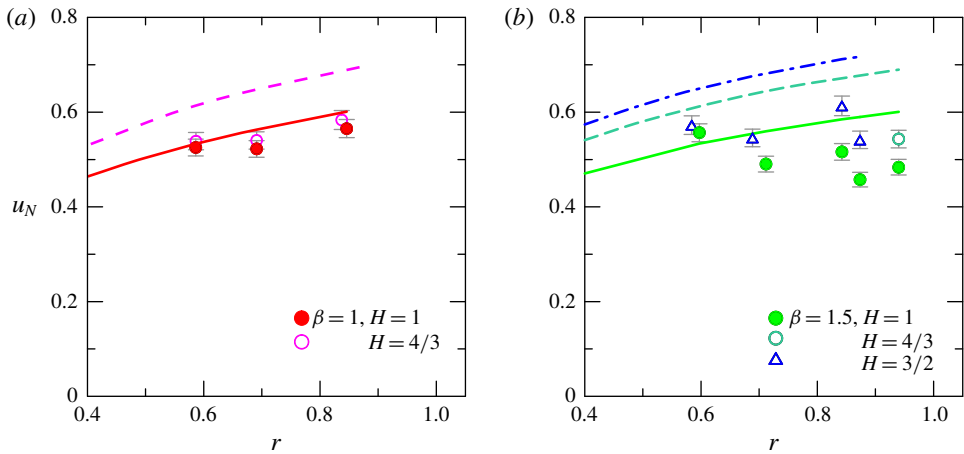 (a)
0.8
0.6
u_N 0.4
0.2
0
0.4 0.6 0.8 1.0
r
β = 1, H = 1
H = 4/3
(b)
0.8
0.6
0.4
0.2
0
0.4 0.6 0.8 1.0
r
β = 1.5, H = 1
H = 4/3
H = 3/2